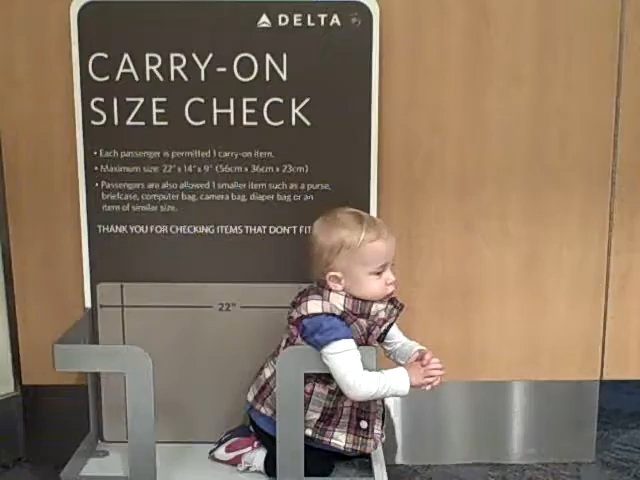 DELTA
CARRY-ON
SIZE CHECK
• Each passenger is permitted 1 carry-on item.
• Maximum size: 22" x 14" x 9" (56cm x 36cm x 23cm)
• Passengers are also allowed 1 smaller item such as a purse,
briefcase, computer bag, camera bag, diaper bag or an
item of similar size.
THANK YOU FOR CHECKING ITEMS THAT DON'T FIT
22"